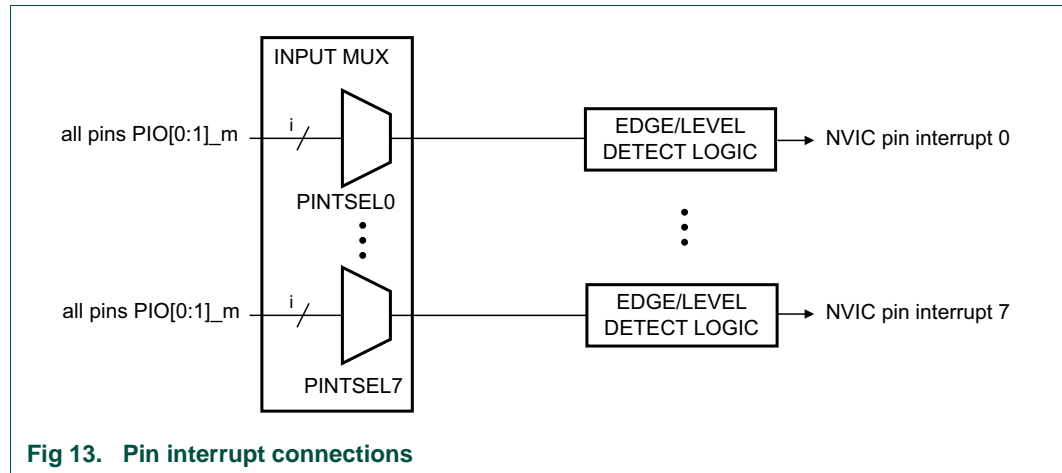 INPUT MUX
all pins PIO[0:1]_m
i
PINTSEL0
EDGE/LEVEL
DETECT LOGIC
NVIC pin interrupt 0
all pins PIO[0:1]_m
i
PINTSEL7
EDGE/LEVEL
DETECT LOGIC
NVIC pin interrupt 7
Fig 13. Pin interrupt connections